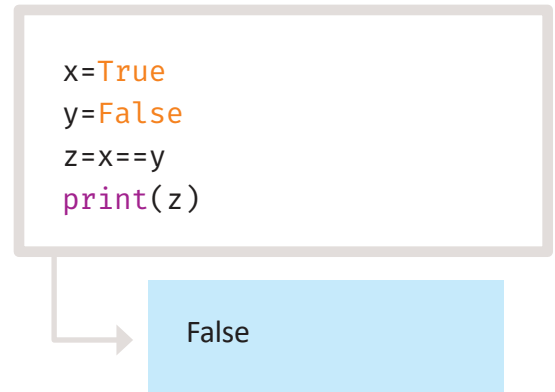 x=True
y=False
z=x==y
print(z)
False